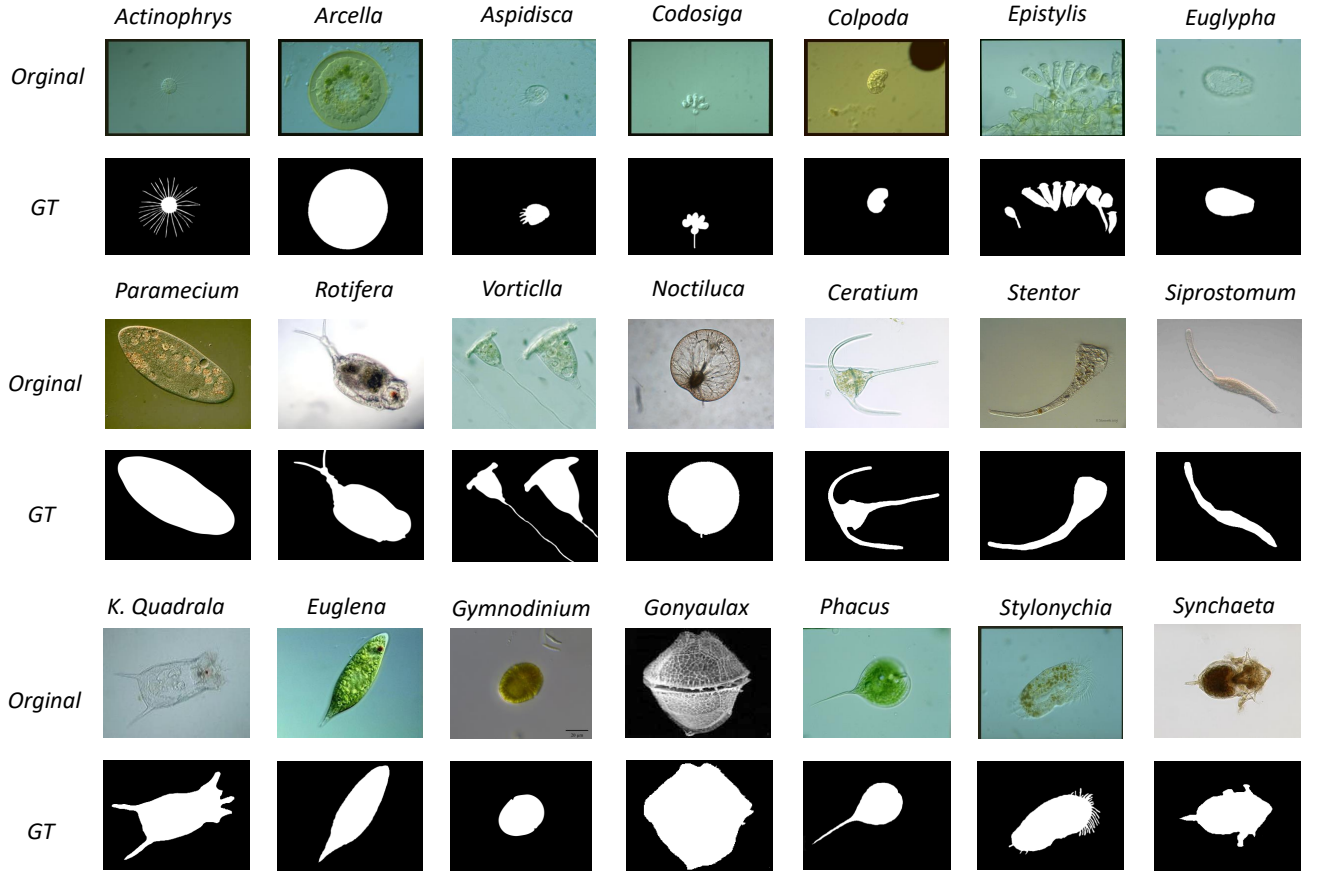 Actinophrys Arcella Aspidisca Codosiga Colpoda Epistylis Euglypha
Orginal
GT
Paramecium Rotifera Vorticlla Noctiluca Ceratium Stentor Siprostomum
Orginal
GT
K. Quadrala Euglena Gymnodinium Gonyaulax Phacus Stylonychia Synchaeta
Orginal
GT